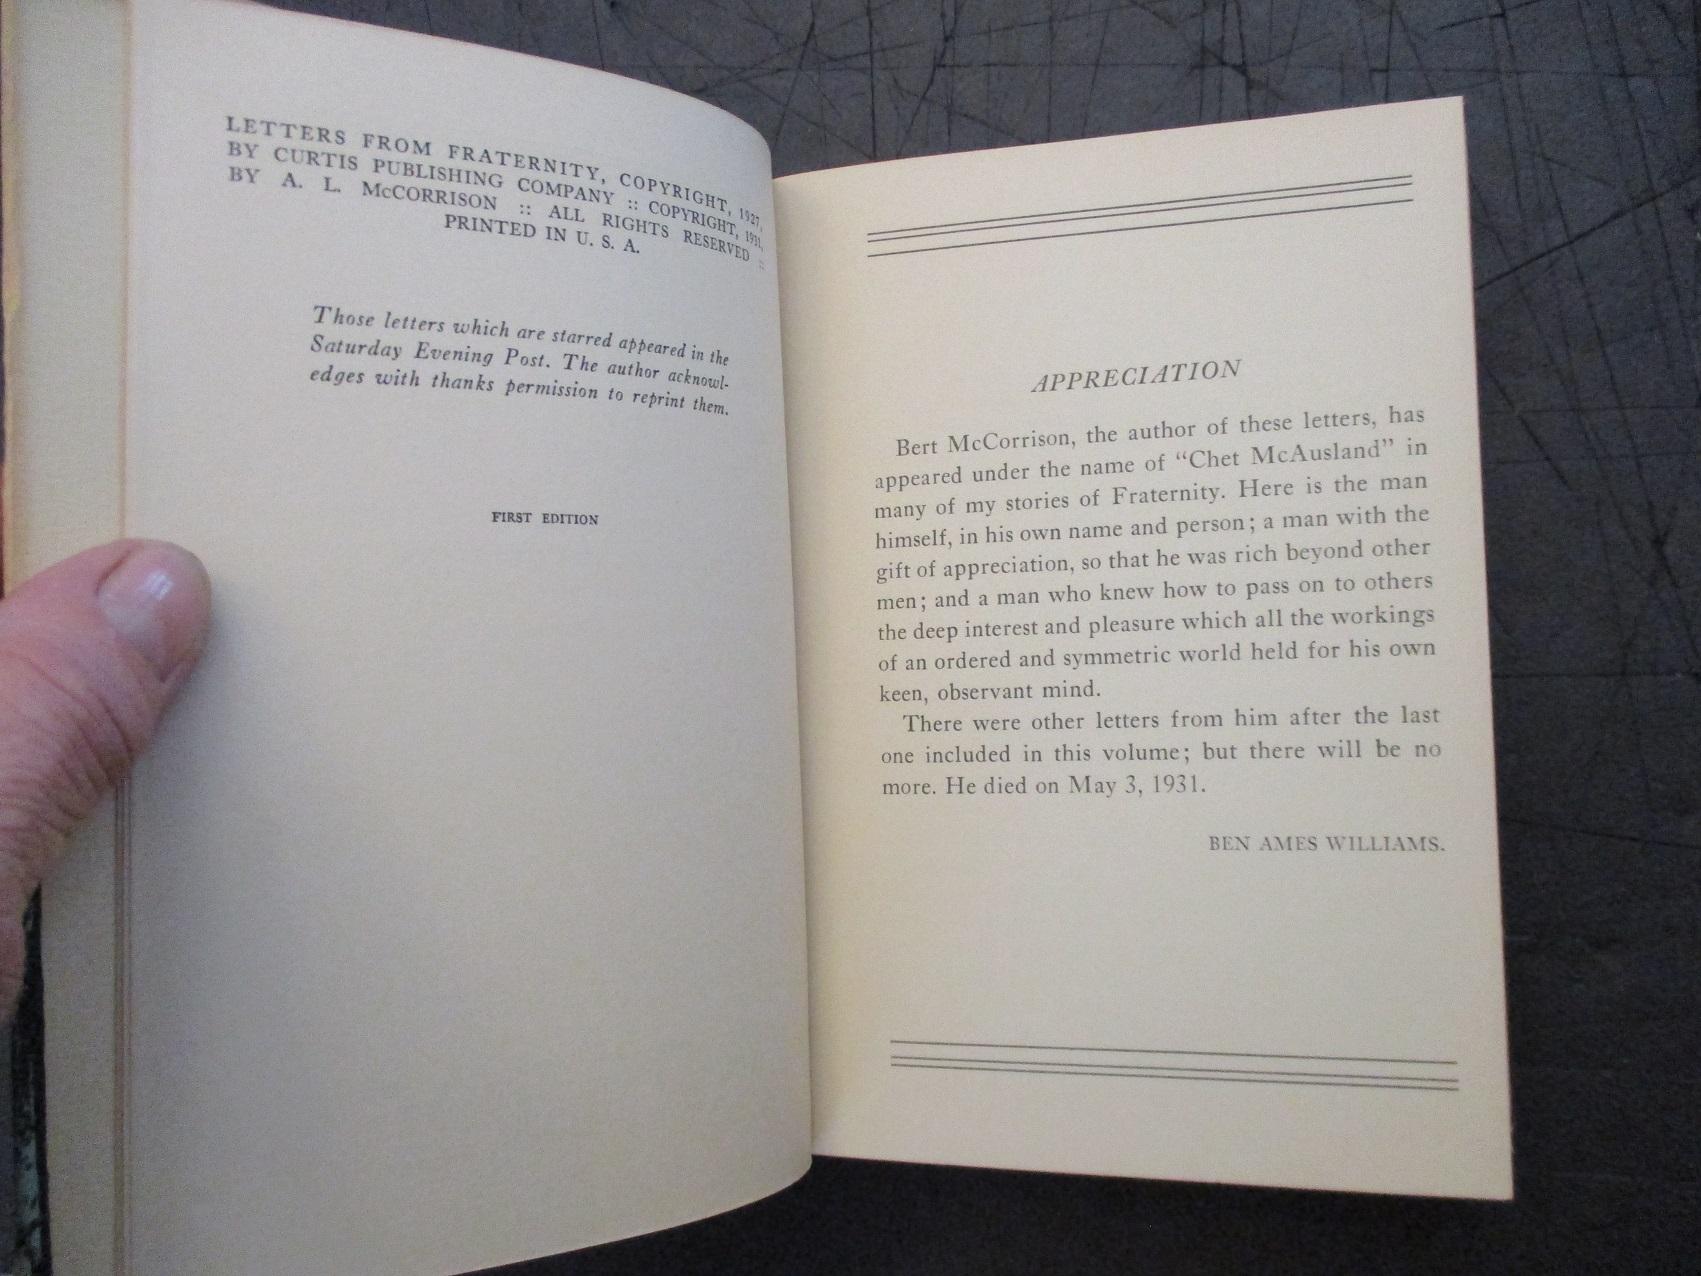 LETTERS FROM FRATERNITY, COPYRIGHT, 1927,
BY CURTIS PUBLISHING COMPANY :: COPYRIGHT, 1931,
BY A. L. McCORRISON :: ALL RIGHTS RESERVED ::
PRINTED IN U. S. A.
Those letters which are starred appeared in the
Saturday Evening Post. The author acknowl-
edges with thanks permission to reprint them.
FIRST EDITION
APPRECIATION
Bert McCorrison, the author of these letters, has
appeared under the name of “Chet McAusland” in
many of my stories of Fraternity. Here is the man
himself, in his own name and person; a man with the
gift of appreciation, so that he was rich beyond other
men; and a man who knew how to pass on to others
the deep interest and pleasure which all the workings
of an ordered and symmetric world held for his own
keen, observant mind.
There were other letters from him after the last
one included in this volume; but there will be no
more. He died on May 3, 1931.
BEN AMES WILLIAMS.